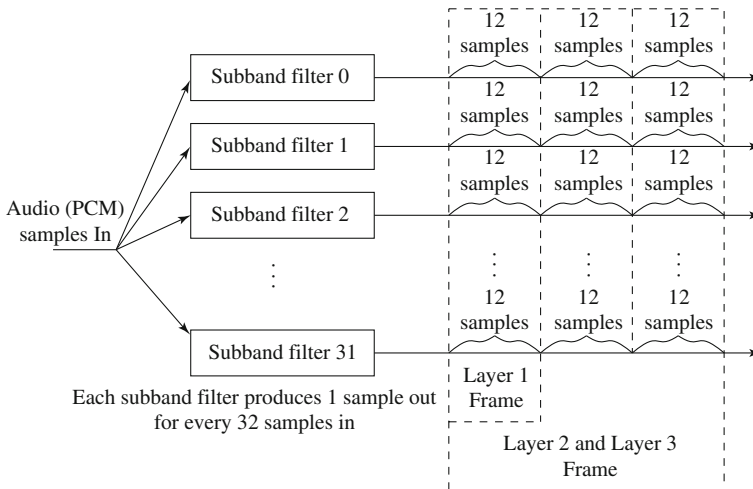 12
samples
12
samples
12
samples
Subband filter 0
12
samples
12
samples
12
samples
Subband filter 1
12
samples
12
samples
12
samples
Subband filter 2
Audio (PCM)
samples In
12
samples
12
samples
12
samples
Subband filter 31
Each subband filter produces 1 sample out
for every 32 samples in
Layer 1
Frame
Layer 2 and Layer 3
Frame